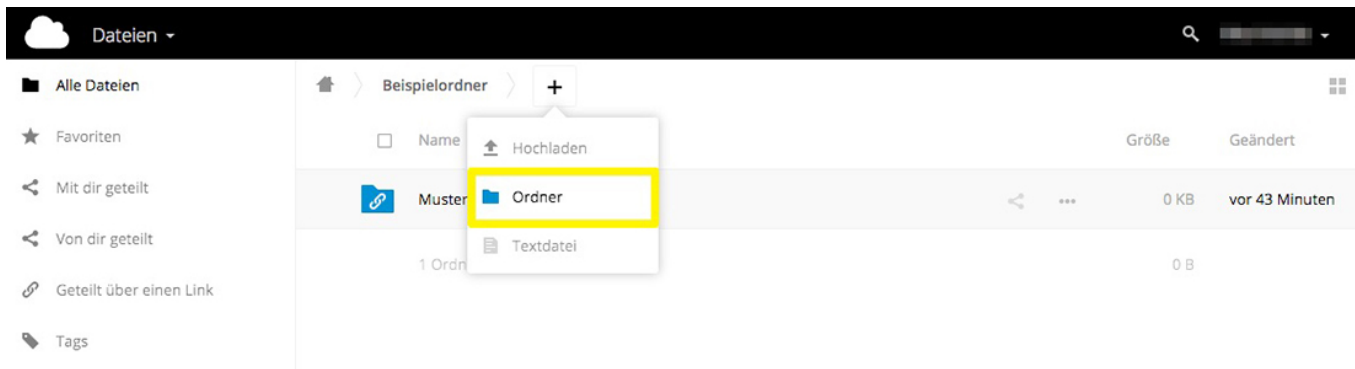 Dateien
Alle Dateien
Favoriten
Mit dir geteilt
Von dir geteilt
Geteilt über einen Link
Tags
Beispielordner
+
Name Größe Geändert
Hochladen
Ordner
Textdatei
Muster 0 KB vor 43 Minuten
1 Ordn 0 B